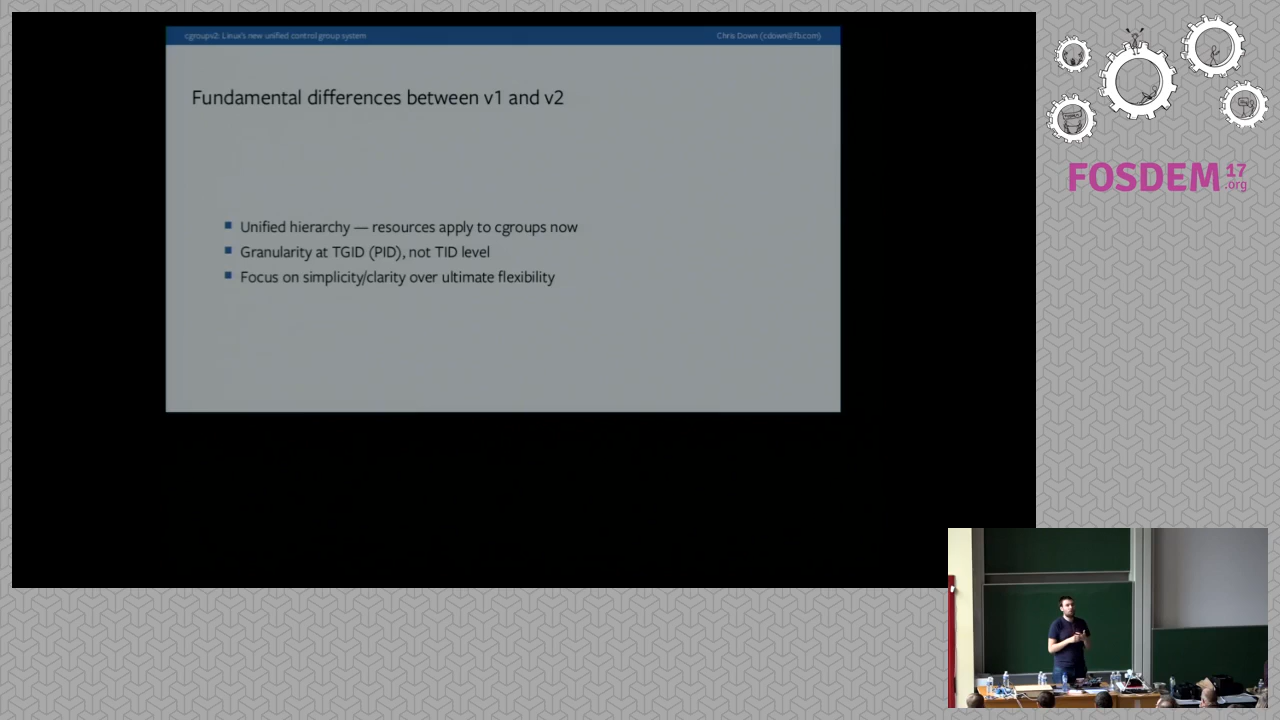 cgroupv2: Linux's new unified control group system
Chris Down (cdown@fb.com)
Fundamental differences between v1 and v2
Unified hierarchy — resources apply to cgroups now
Granularity at TGID (PID), not TID level
Focus on simplicity/clarity over ultimate flexibility
FOSDEM 17
.org